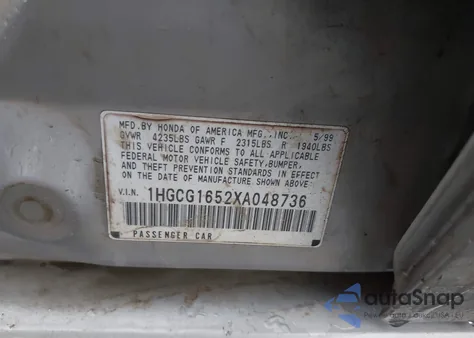 MFD.BY HONDA OF AMERICA MFG.,INC. 5/99
GVWR 4235LBS GAWR F 2315LBS R 1940LBS
THIS VEHICLE CONFORMS TO ALL APPLICABLE
FEDERAL MOTOR VEHICLE SAFETY,BUMPER,
AND THEFT PREVENTION STANDARDS IN EFFECT
ON THE DATE OF MANUFACTURE SHOWN ABOVE.
V.I.N. 1HGCG1652XA048736
PASSENGER CAR
autoSnap